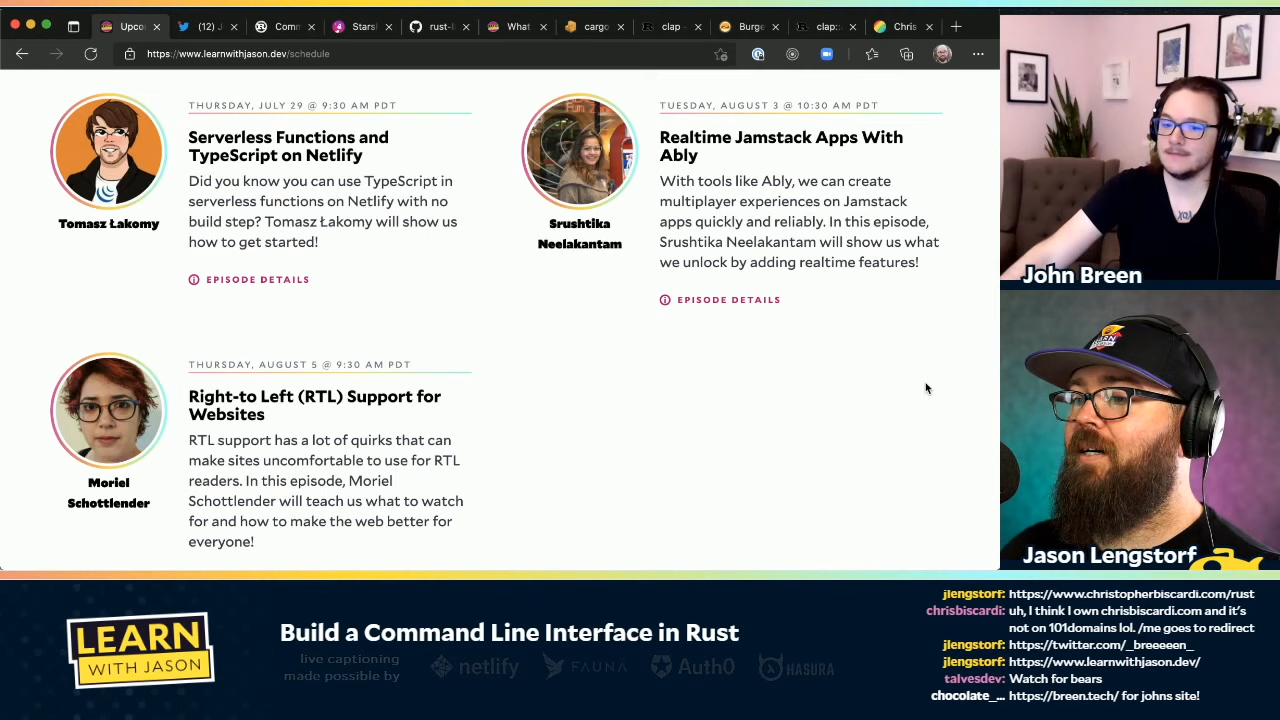 Upco
(12) J
Comm
Stars
rust-l
What
cargo
clap -
Burge
clap::
Chris
https://www.learnwithjason.dev/schedule
THURSDAY, JULY 29 @ 9:30 AM PDT
Serverless Functions and
TypeScript on Netlify
Did you know you can use TypeScript in
serverless functions on Netlify with no
build step? Tomasz Łakomy will show us
how to get started!
Tomasz Łakomy
EPISODE DETAILS
TUESDAY, AUGUST 3 @ 10:30 AM PDT
Realtime Jamstack Apps With
Ably
With tools like Ably, we can create
multiplayer experiences on Jamstack
apps quickly and reliably. In this episode,
Srushtika Neelakantam will show us what
we unlock by adding realtime features!
Srushtika
Neelakantam
EPISODE DETAILS
THURSDAY, AUGUST 5 @ 9:30 AM PDT
Right-to Left (RTL) Support for
Websites
RTL support has a lot of quirks that can
make sites uncomfortable to use for RTL
readers. In this episode, Moriel
Schottlender will teach us what to watch
for and how to make the web better for
everyone!
Moriel
Schottlender
John Breen
Jason Lengstorf
LEARN
WITH JASON
Build a Command Line Interface in Rust
live captioning
made possible by
netlify
FAUNA
Auth0
HASURA
jlengstorf: https://www.christopherbiscardi.com/rust
chrisbiscardi: uh, I think I own chrisbiscardi.com and it's
not on 101domains lol. /me goes to redirect
jlengstorf: https://twitter.com/_breeeeen_
jlengstorf: https://www.learnwithjason.dev/
talvesdev: Watch for bears
chocolate_... https://breen.tech/ for johns site!